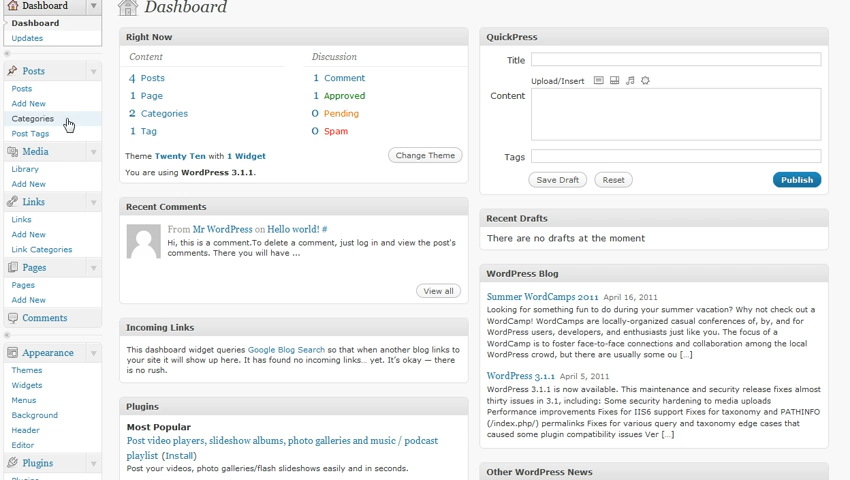 Dashboard
Dashboard
Updates
Posts
Posts
Add New
Categories
Post Tags
Media
Library
Add New
Links
Links
Add New
Link Categories
Pages
Pages
Add New
Comments
Appearance
Themes
Widgets
Menus
Background
Header
Editor
Plugins
Plugins
Dashboard
Right Now
Content
Discussion
4 Posts
1 Comment
1 Page
1 Approved
2 Categories
0 Pending
1 Tag
0 Spam
Theme Twenty Ten with 1 Widget
Change Theme
You are using WordPress 3.1.1.
Recent Comments
From Mr WordPress on Hello world! #
Hi, this is a comment.To delete a comment, just log in and view the post's
comments. There you will have ...
View all
Incoming Links
This dashboard widget queries Google Blog Search so that when another blog links to
your site it will show up here. It has found no incoming links... yet. It's okay — there
is no rush.
Plugins
Most Popular
Post video players, slideshow albums, photo galleries and music / podcast
playlist (Install)
Post your videos, photo galleries/flash slideshows easily and in seconds.
QuickPress
Title
Upload/Insert
Content
Tags
Save Draft
Reset
Publish
Recent Drafts
There are no drafts at the moment
WordPress Blog
Summer WordCamps 2011 April 16, 2011
Looking for something fun to do during your summer vacation? Why not check out a
WordCamp! WordCamps are locally-organized casual conferences of, by, and for
WordPress users, developers, and enthusiasts just like you. The focus of a
WordCamp is to foster face-to-face connections and collaboration among the local
WordPress crowd, but there are usually some ou [...]
WordPress 3.1.1 April 5, 2011
WordPress 3.1.1 is now available. This maintenance and security release fixes almost
thirty issues in 3.1, including: Some security hardening to media uploads
Performance improvements Fixes for IIS6 support Fixes for taxonomy and PATHINFO
(/index.php/) permalinks Fixes for various query and taxonomy edge cases that
caused some plugin compatibility issues Ver [...]
Other WordPress News